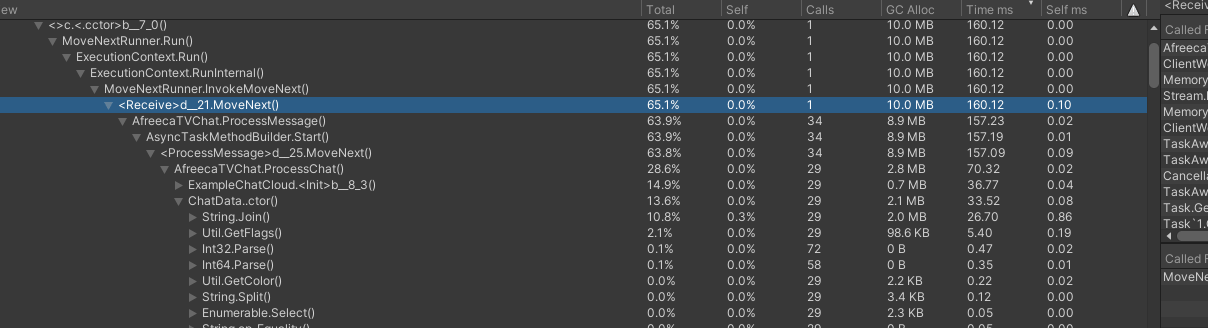 ew Total Self Calls GC Alloc Time ms Self ms
<>c.<.cctor>b__7_0() 65.1% 0.0% 1 10.0 MB 160.12 0.00
MoveNextRunner.Run() 65.1% 0.0% 1 10.0 MB 160.12 0.00
ExecutionContext.Run() 65.1% 0.0% 1 10.0 MB 160.12 0.00
ExecutionContext.RunInternal() 65.1% 0.0% 1 10.0 MB 160.12 0.00
MoveNextRunner.InvokeMoveNext() 65.1% 0.0% 1 10.0 MB 160.12 0.00
<Receive>d__21.MoveNext() 65.1% 0.0% 1 10.0 MB 160.12 0.10
AfreecaTVChat.ProcessMessage() 63.9% 0.0% 34 8.9 MB 157.23 0.02
AsyncTaskMethodBuilder.Start() 63.9% 0.0% 34 8.9 MB 157.19 0.01
<ProcessMessage>d__25.MoveNext() 63.8% 0.0% 34 8.9 MB 157.09 0.09
AfreecaTVChat.ProcessChat() 28.6% 0.0% 29 2.8 MB 70.32 0.02
ExampleChatCloud.<Init>b__8_3() 14.9% 0.0% 29 0.7 MB 36.77 0.04
ChatData..ctor() 13.6% 0.0% 29 2.1 MB 33.52 0.08
String.Join() 10.8% 0.3% 29 2.0 MB 26.70 0.86
Util.GetFlags() 2.1% 0.0% 29 98.6 KB 5.40 0.19
Int32.Parse() 0.1% 0.0% 72 0 B 0.47 0.02
Int64.Parse() 0.1% 0.0% 58 0 B 0.35 0.01
Util.GetColor() 0.0% 0.0% 29 2.2 KB 0.22 0.02
String.Split() 0.0% 0.0% 29 3.4 KB 0.12 0.00
Enumerable.Select() 0.0% 0.0% 29 2.3 KB 0.05 0.00
<Receiv
Called F
AfreecaT
ClientWe
Memory
Stream.I
Memory
ClientWe
TaskAw
TaskAw
Cancella
TaskAw
Task.Ge
Task`1.
Called F
MoveNe